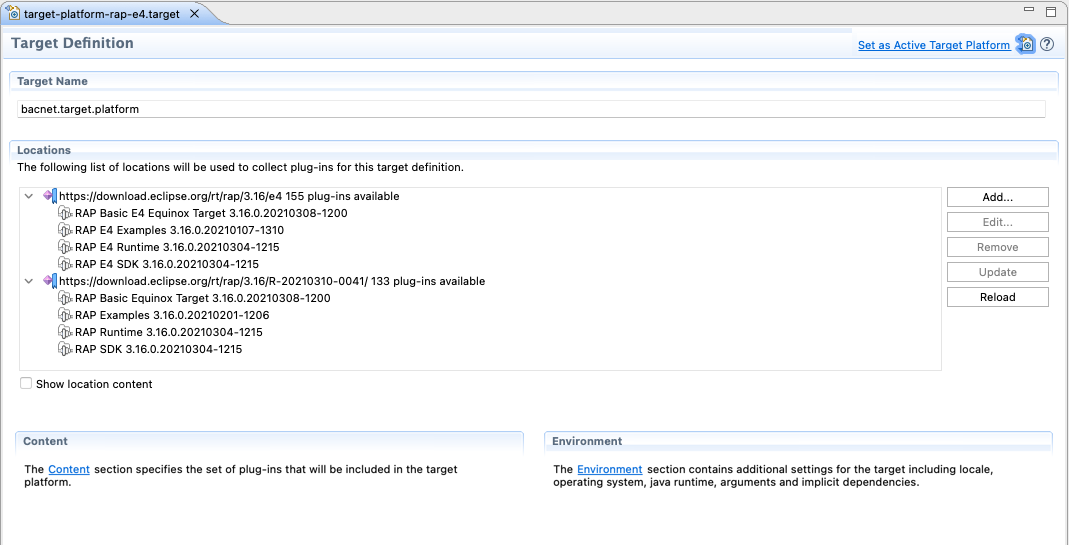 target-platform-rap-e4.target
Target Definition
Set as Active Target Platform
Target Name
bacnet.target.platform
Locations
The following list of locations will be used to collect plug-ins for this target definition.
https://download.eclipse.org/rt/rap/3.16/e4 155 plug-ins available
RAP Basic E4 Equinox Target 3.16.0.20210308-1200
RAP E4 Examples 3.16.0.20210107-1310
RAP E4 Runtime 3.16.0.20210304-1215
RAP E4 SDK 3.16.0.20210304-1215
https://download.eclipse.org/rt/rap/3.16/R-20210310-0041/ 133 plug-ins available
RAP Basic Equinox Target 3.16.0.20210308-1200
RAP Examples 3.16.0.20210201-1206
RAP Runtime 3.16.0.20210304-1215
RAP SDK 3.16.0.20210304-1215
Add...
Edit...
Remove
Update
Reload
Show location content
Content
The Content section specifies the set of plug-ins that will be included in the target
platform.
Environment
The Environment section contains additional settings for the target including locale,
operating system, java runtime, arguments and implicit dependencies.